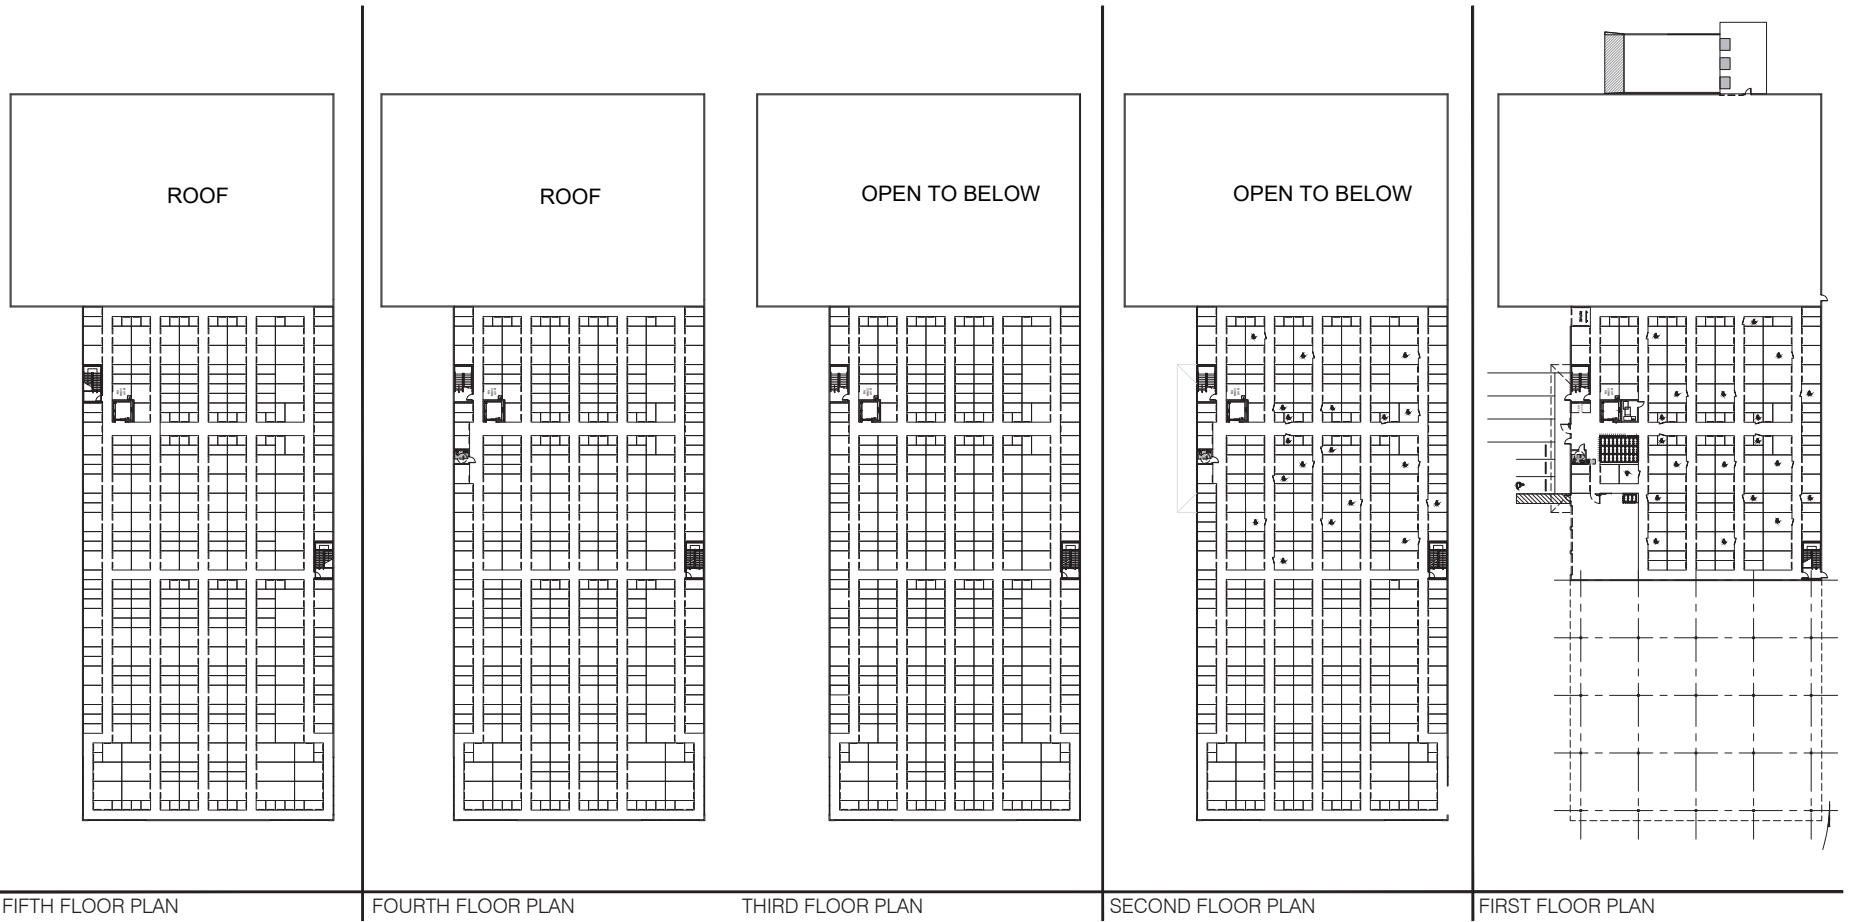 ROOF
ROOF
OPEN TO BELOW
OPEN TO BELOW
FIFTH FLOOR PLAN
FOURTH FLOOR PLAN
THIRD FLOOR PLAN
SECOND FLOOR PLAN
FIRST FLOOR PLAN